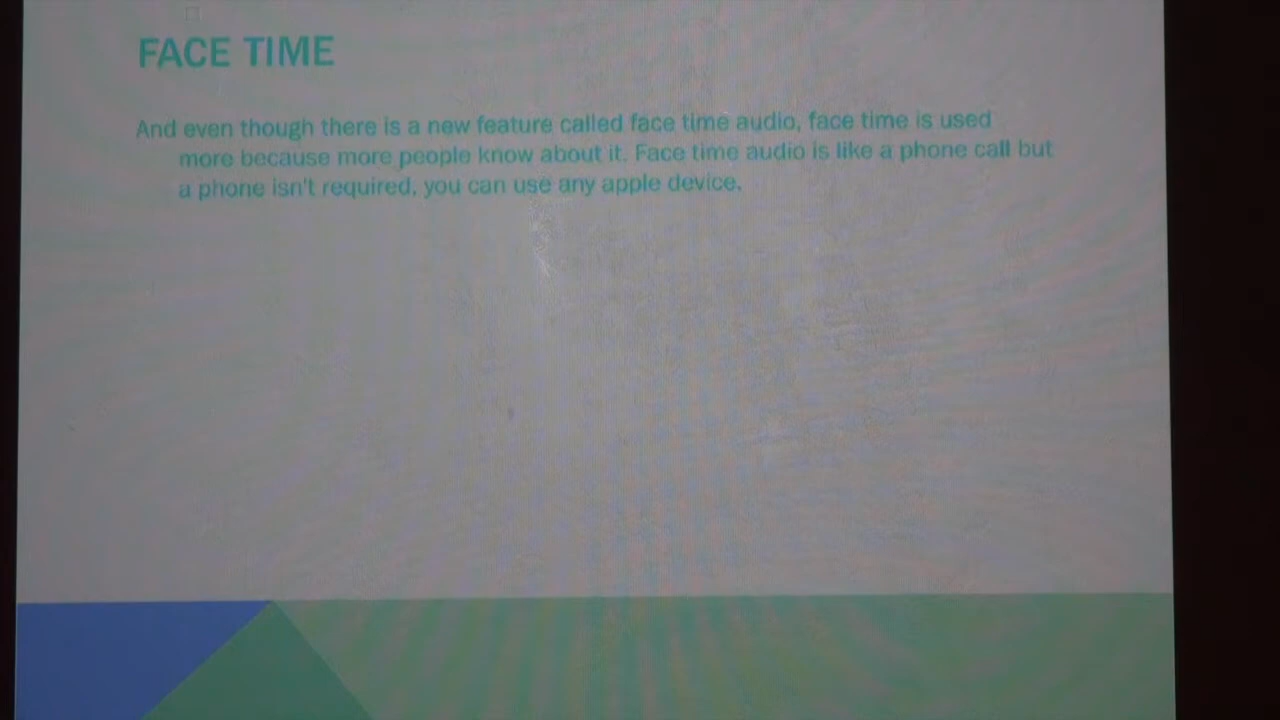 FACE TIME
And even though there is a new feature called face time audio, face time is used
more because more people know about it. Face time audio is like a phone call but
a phone isn't required, you can use any apple device.